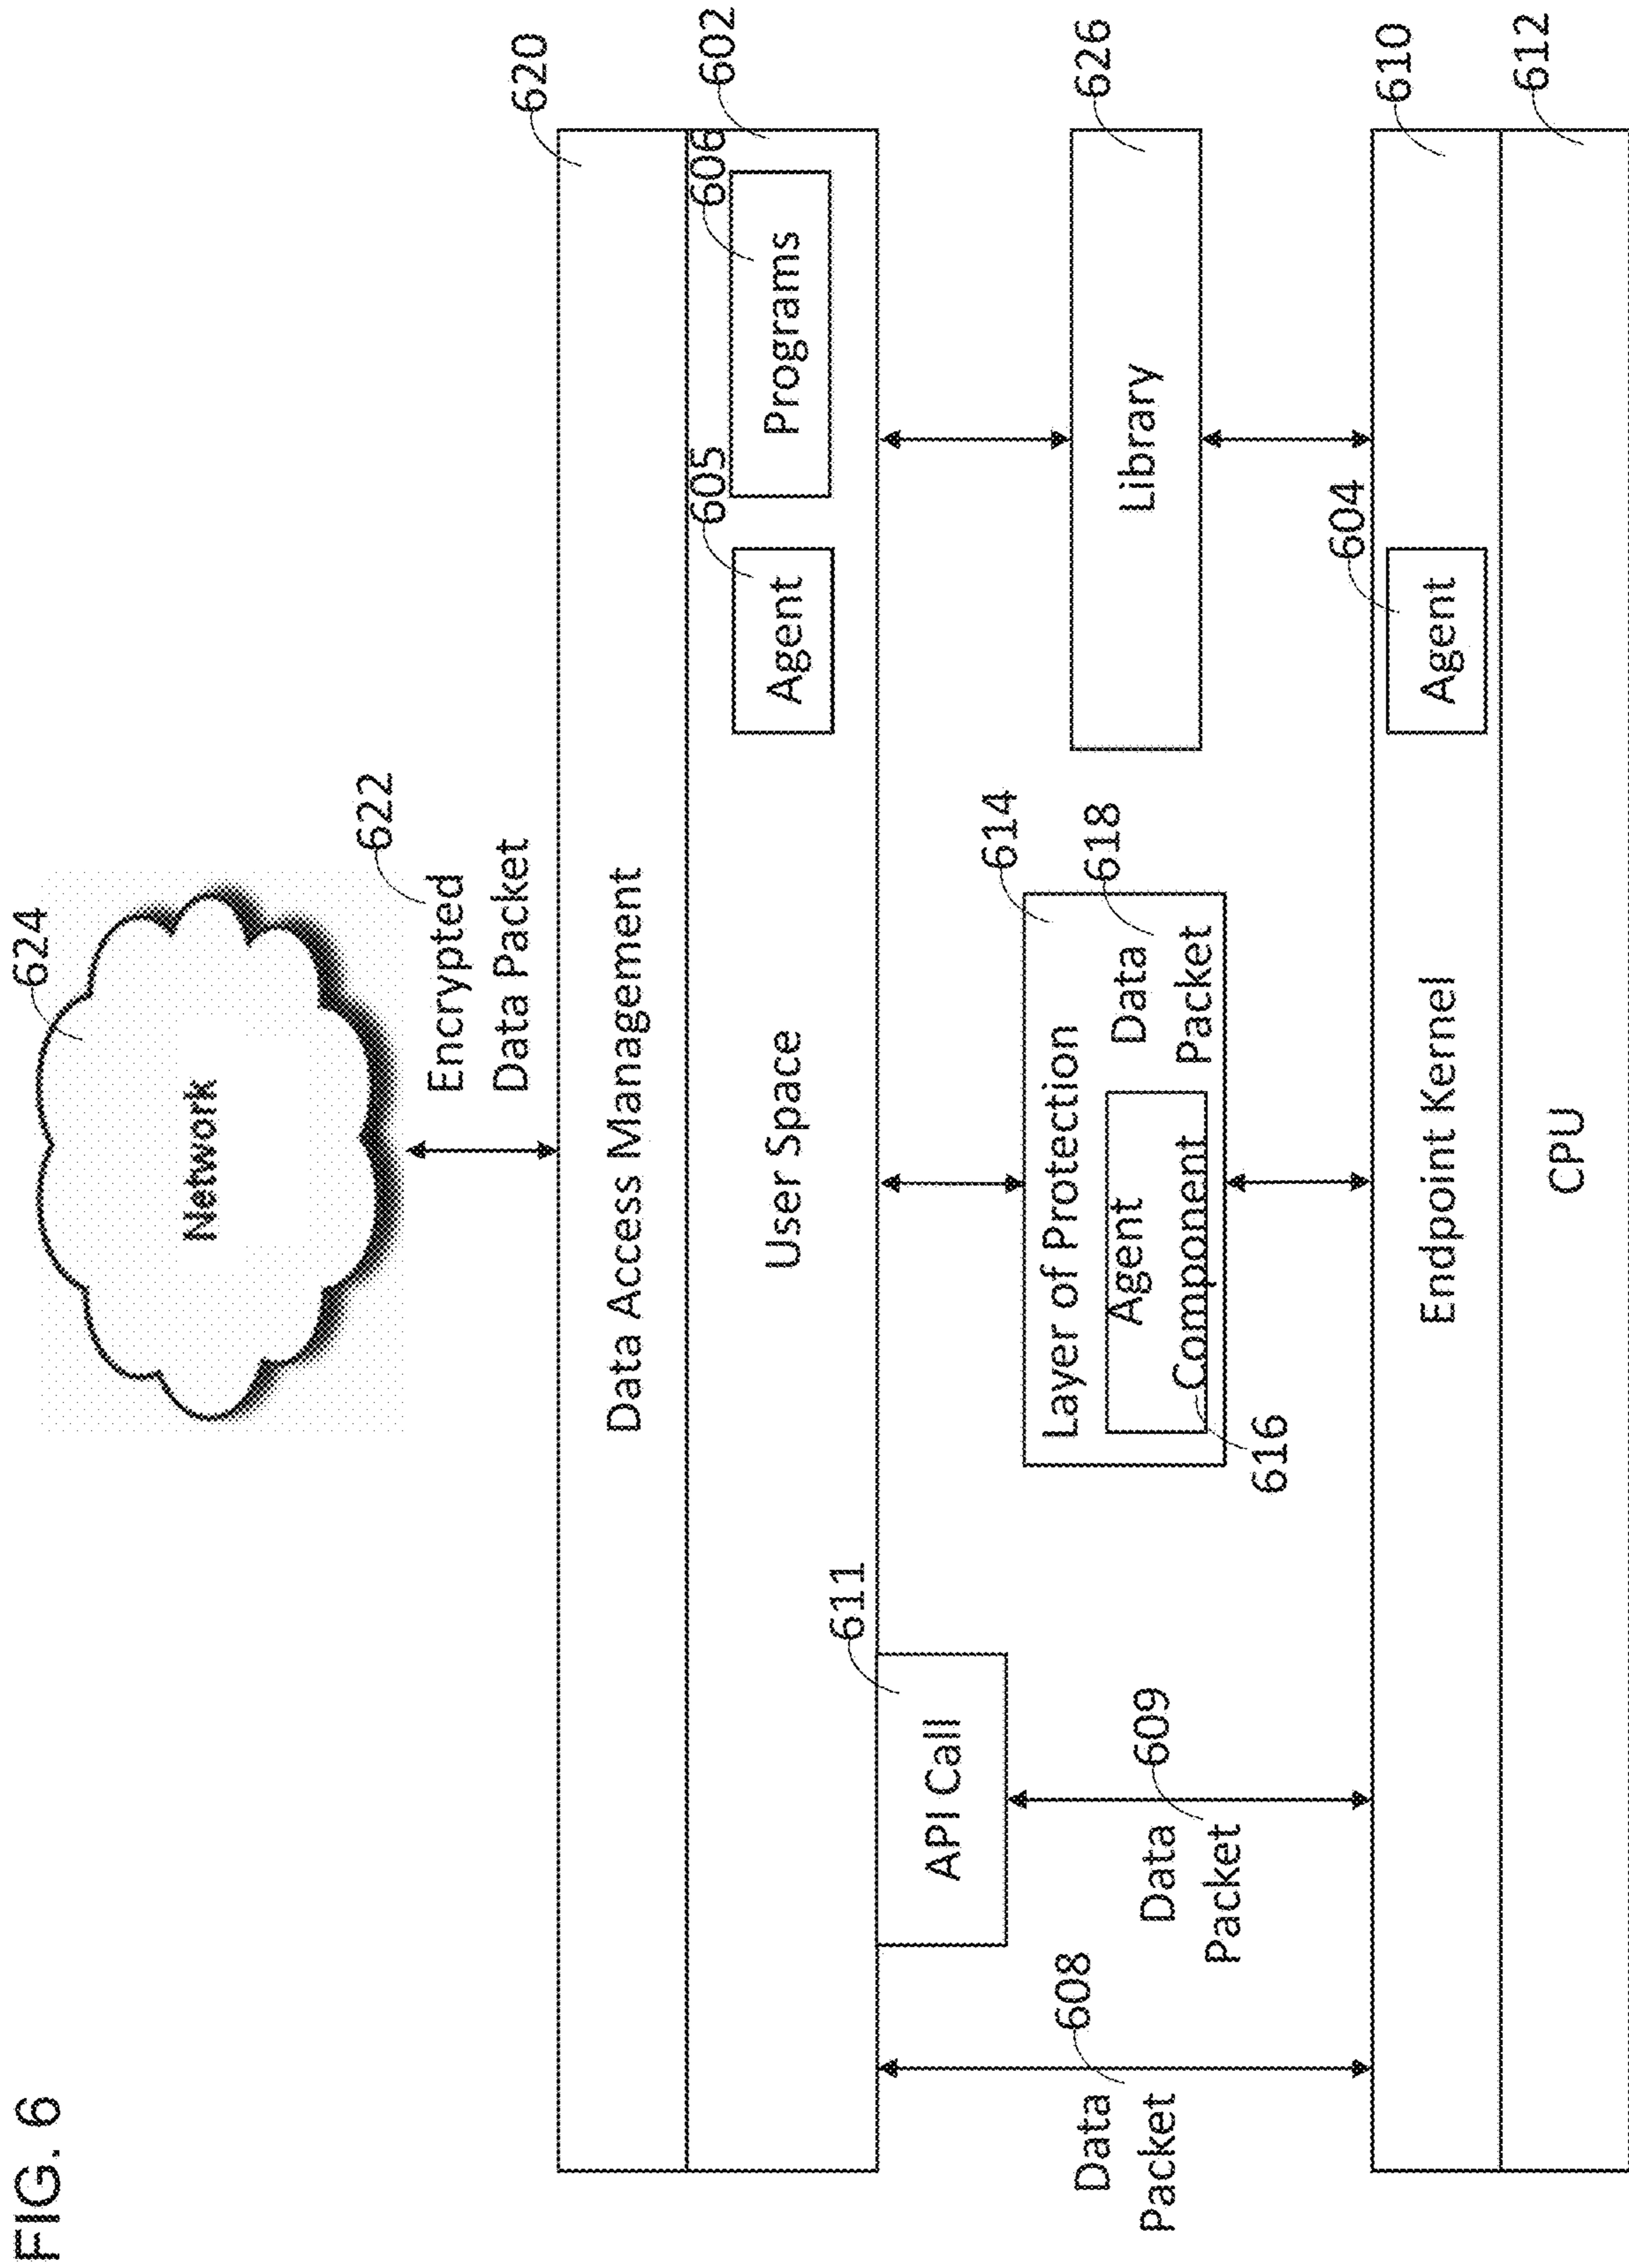 FIG. 6
624
Network
622
Encrypted
Data Packet
620
Data Access Management
602
User Space
605
Agent
606
Programs
611
API Call
608
Data
Packet
609
Data
Packet
614
Layer of Protection
Agent
Component
616
618
Data
Packet
626
Library
610
Endpoint Kernel
604
Agent
612
CPU